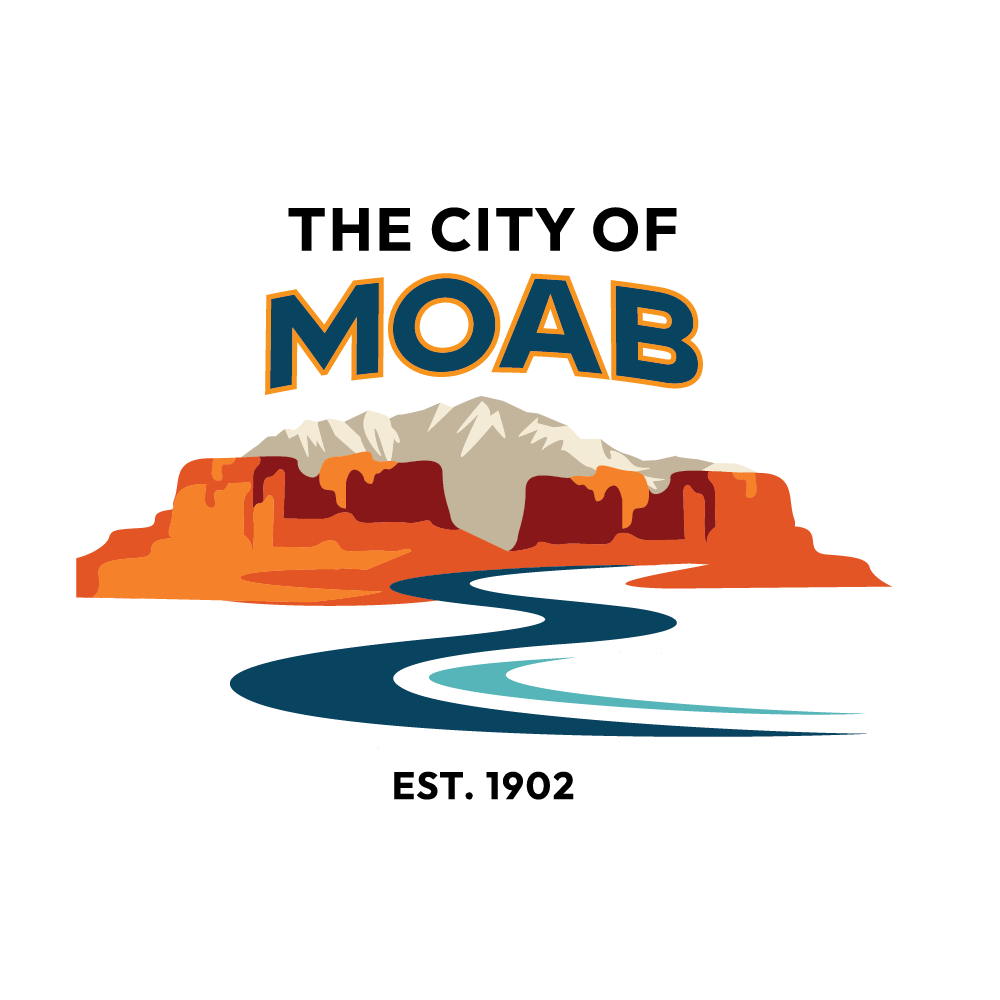 THE CITY OF
MOAB
EST. 1902